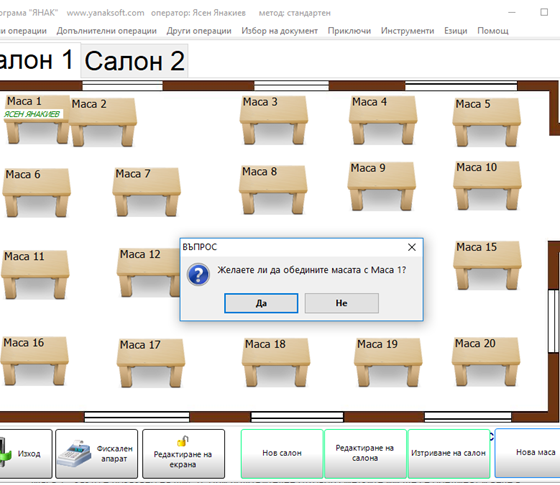 ограма "ЯНАК" www.yanaksoft.com оператор: Ясен Янакиев метод: стандартен
и операции Допълнителни операции Други операции Избор на документ Приключи Инструменти Езици Помощ
алон 1 Салон 2
Маса 1 Маса 2 Маса 3 Маса 4 Маса 5
ЯСЕН ЯНАКИЕВ
Маса 6 Маса 7 Маса 8 Маса 9 Маса 10
Маса 11 Маса 12 Маса 15
ВЪПРОС
Желаете ли да обедините масата с Маса 1?
Да Не
Маса 16 Маса 17 Маса 18 Маса 19 Маса 20
Изход
Фискален
апарат
Редактиране на
екрана
Нов салон
Редактиране на
салона
Изтриване на салон
Нова маса